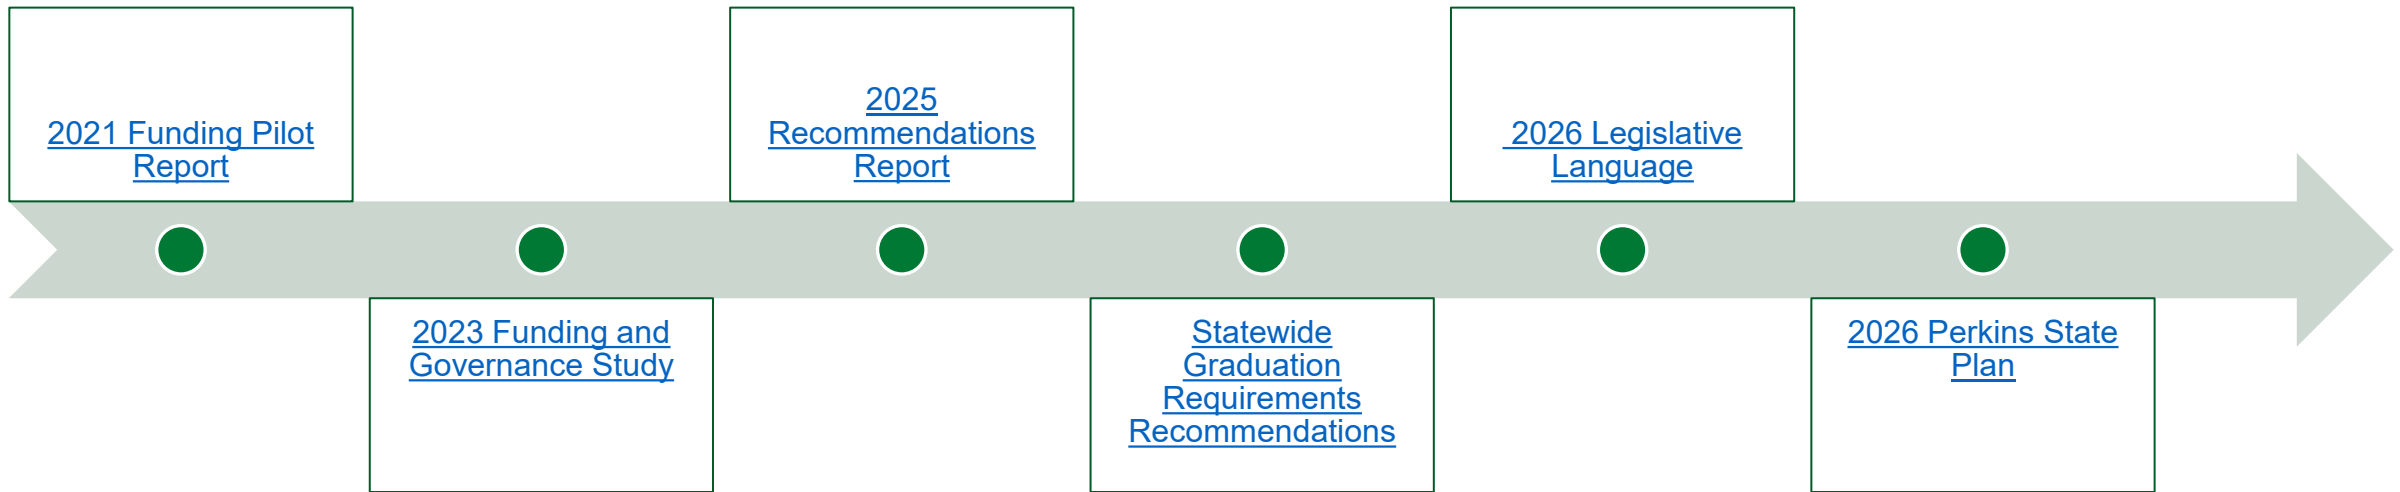 2021 Funding Pilot
Report
2023 Funding and
Governance Study
2025
Recommendations
Report
Statewide
Graduation
Requirements
Recommendations
2026 Legislative
Language
2026 Perkins State
Plan